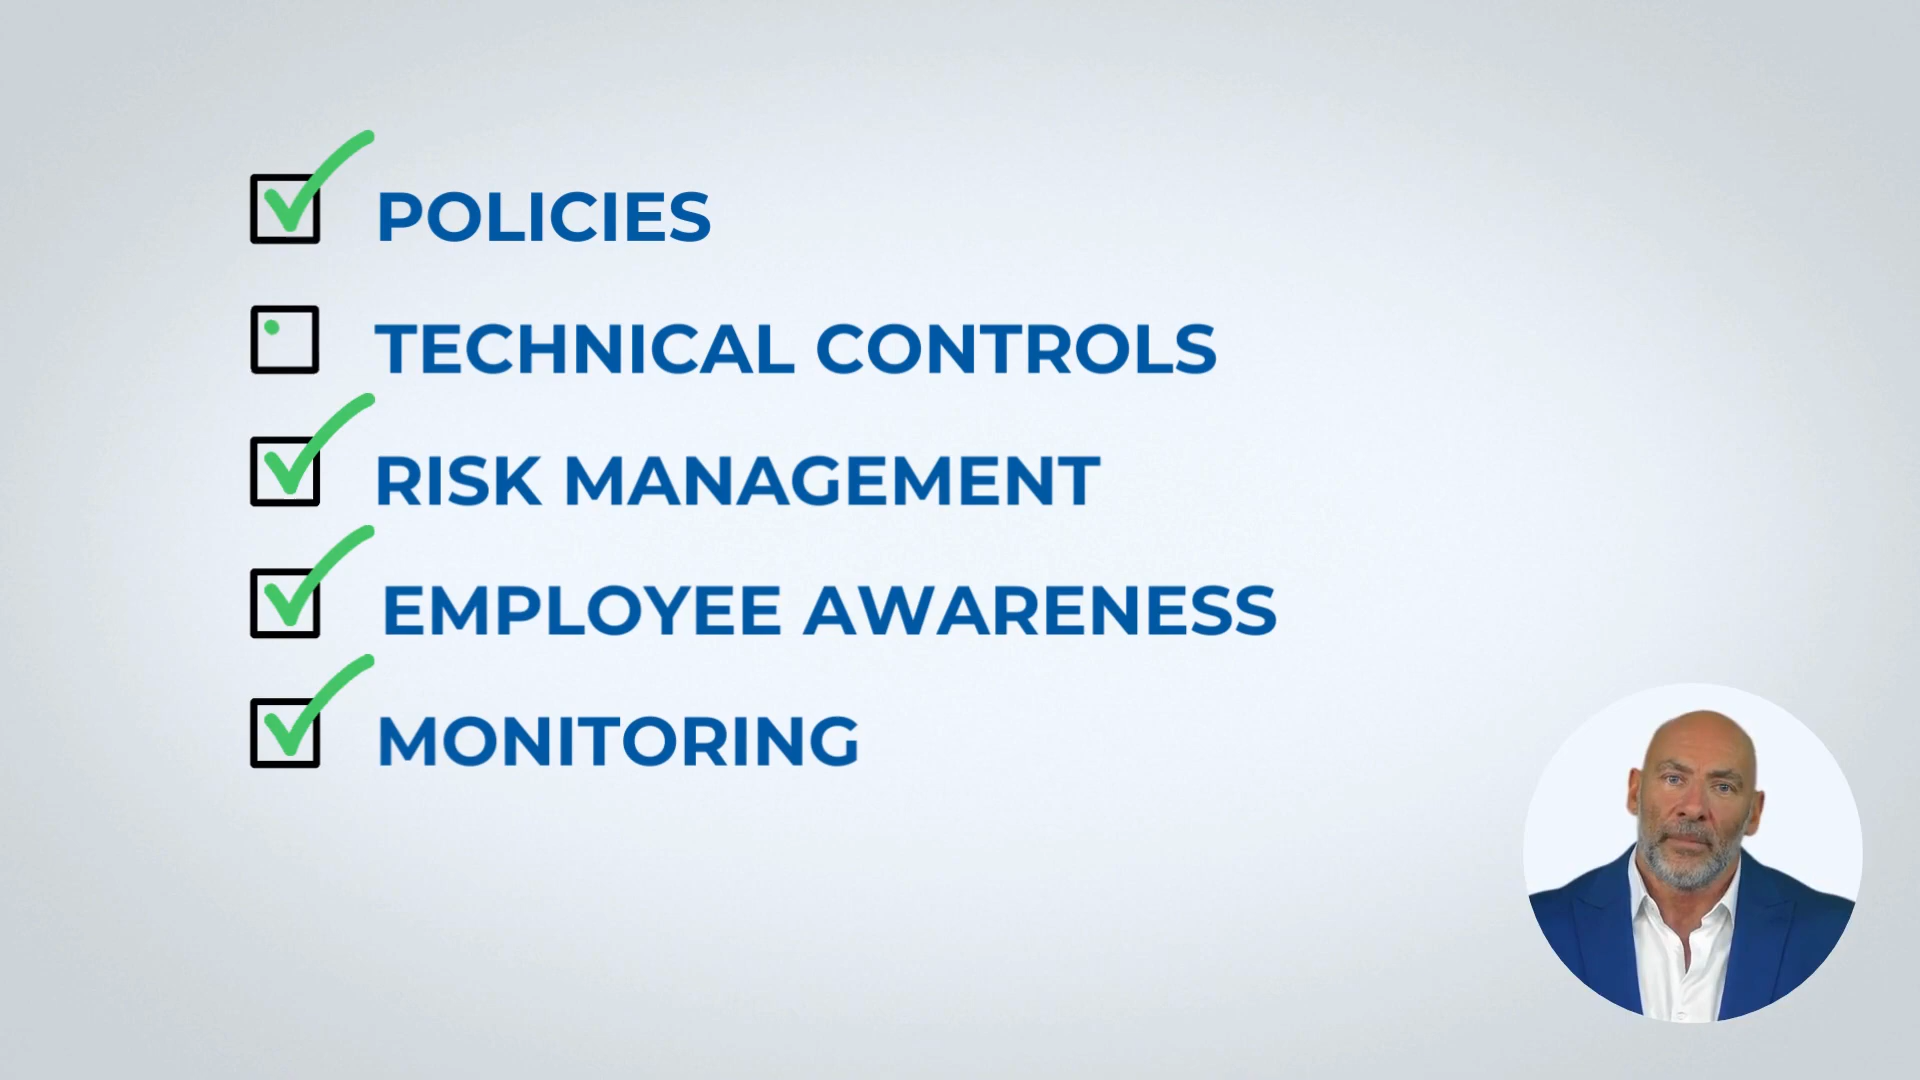 POLICIES
TECHNICAL CONTROLS
RISK MANAGEMENT
EMPLOYEE AWARENESS
MONITORING